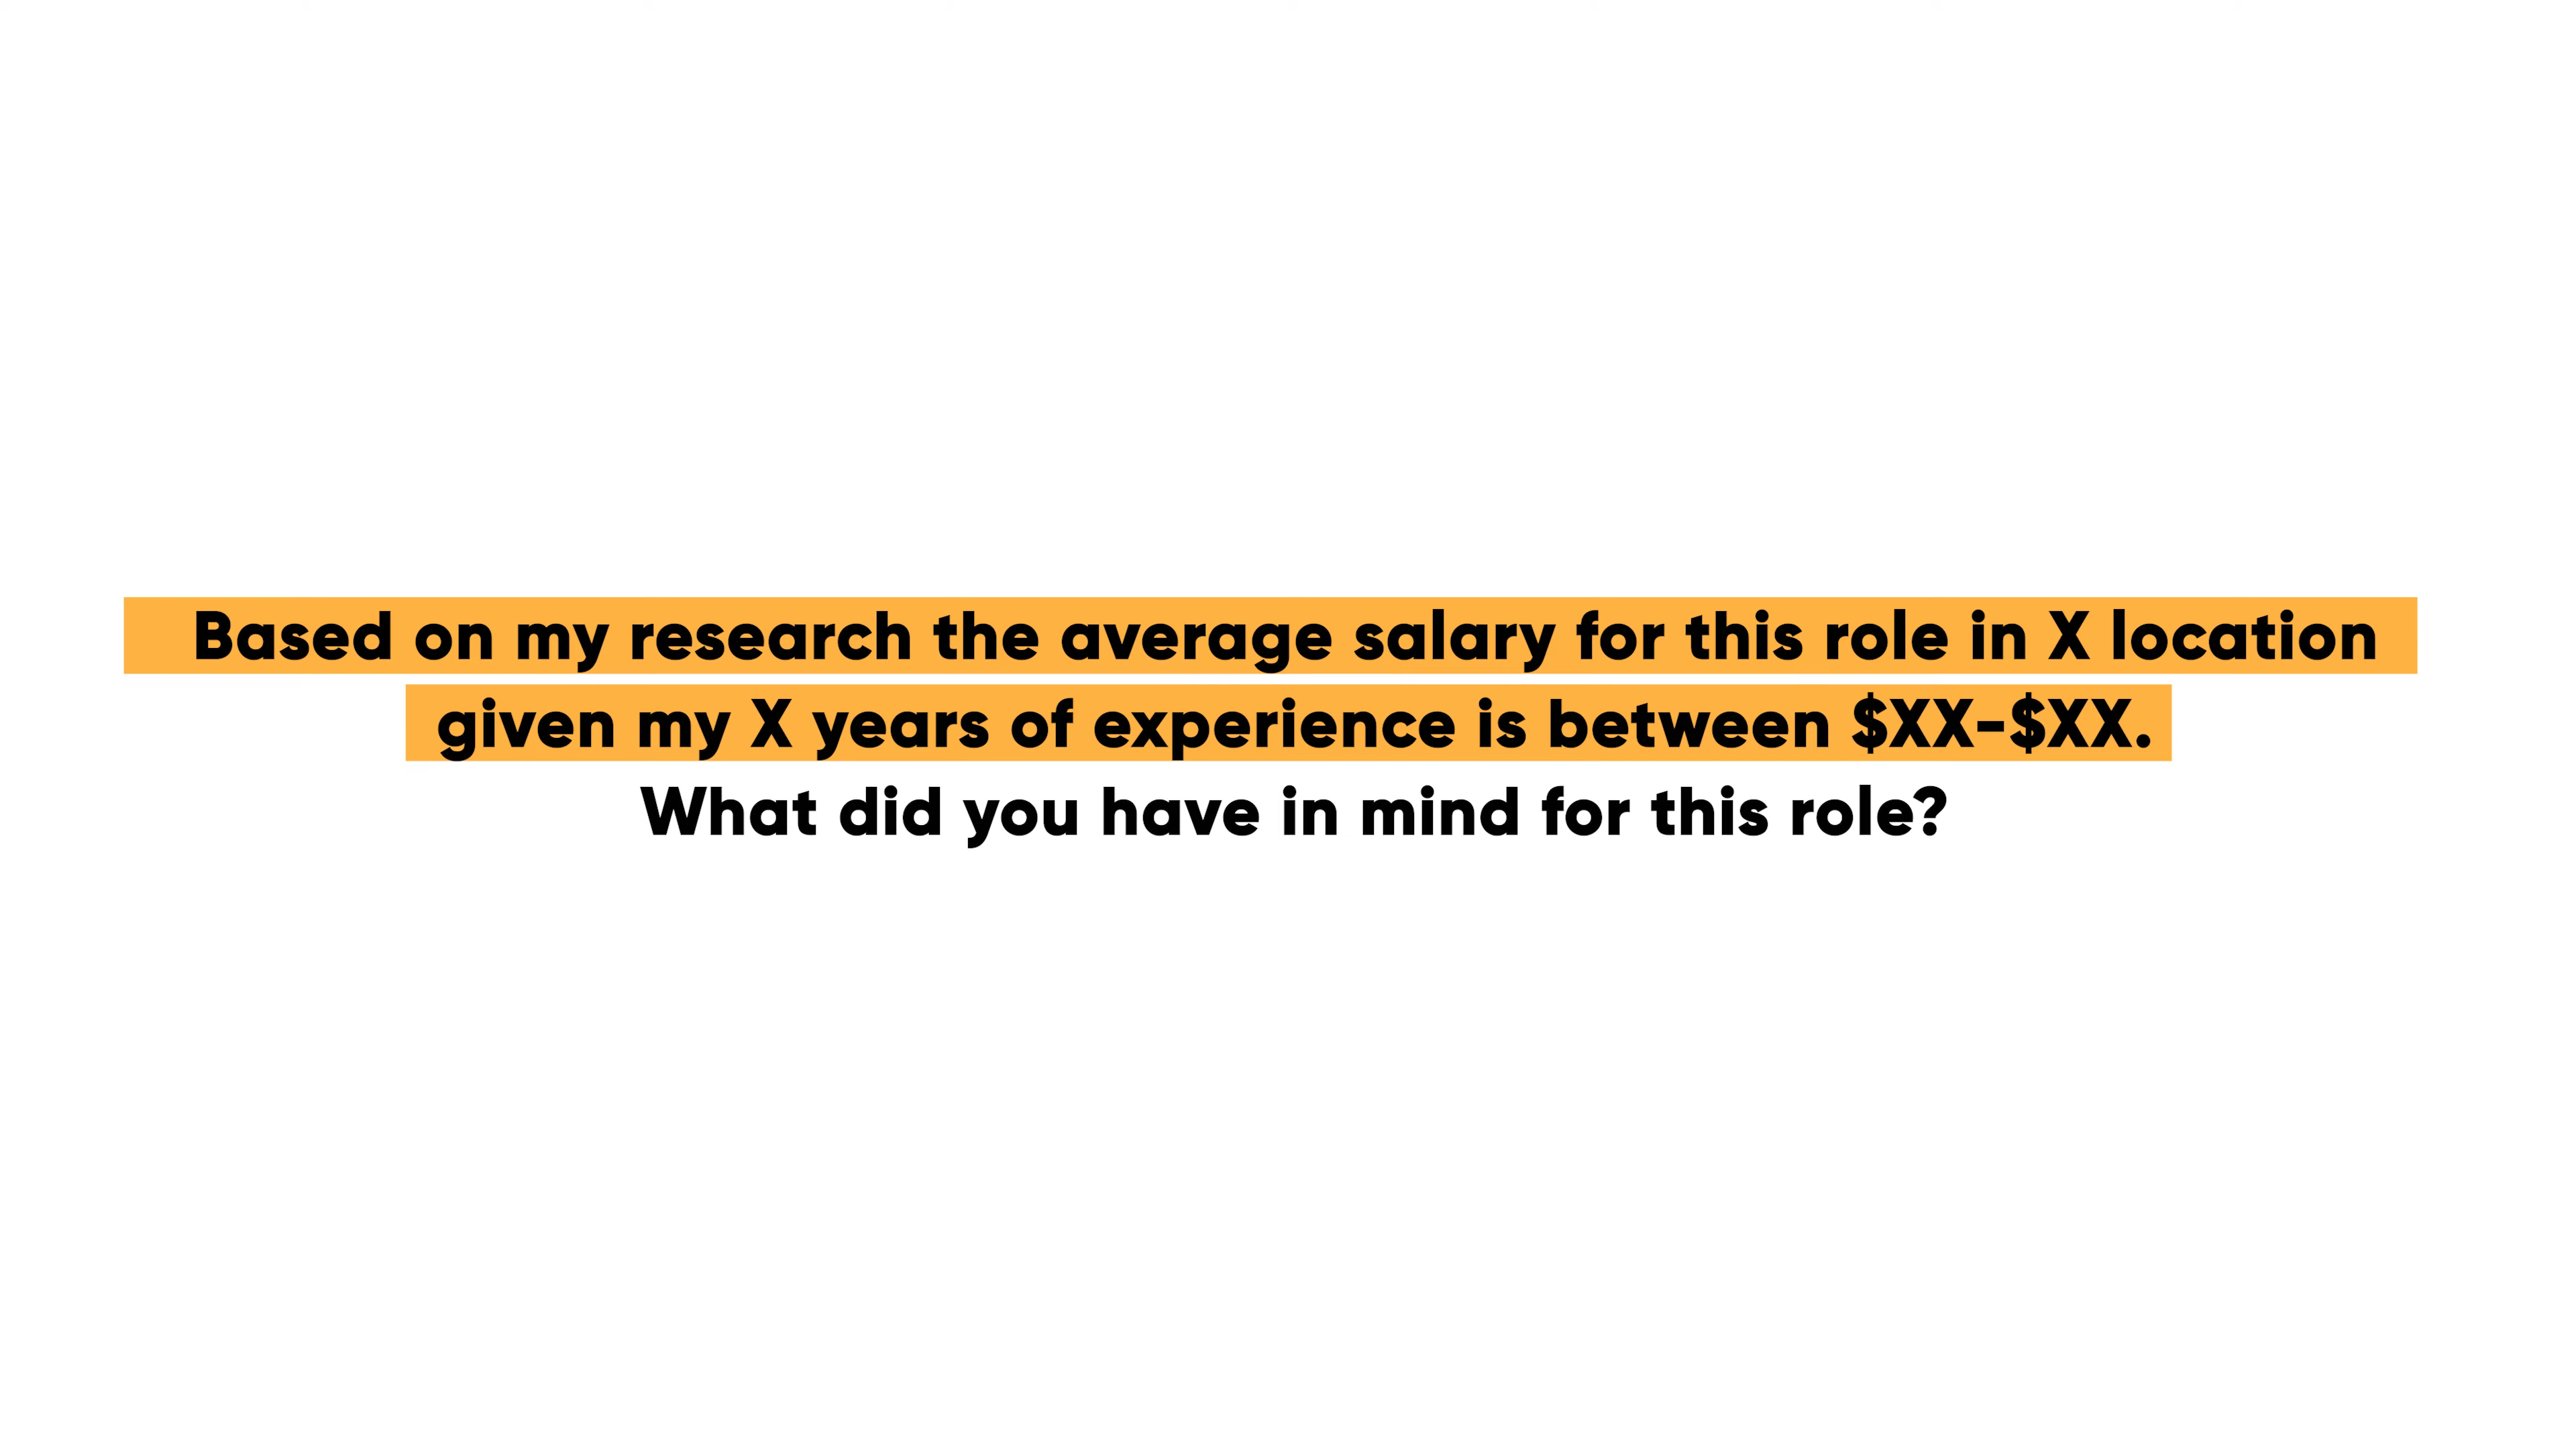 Based on my research the average salary for this role in X location
given my X years of experience is between $XX-$XX.
What did you have in mind for this role?